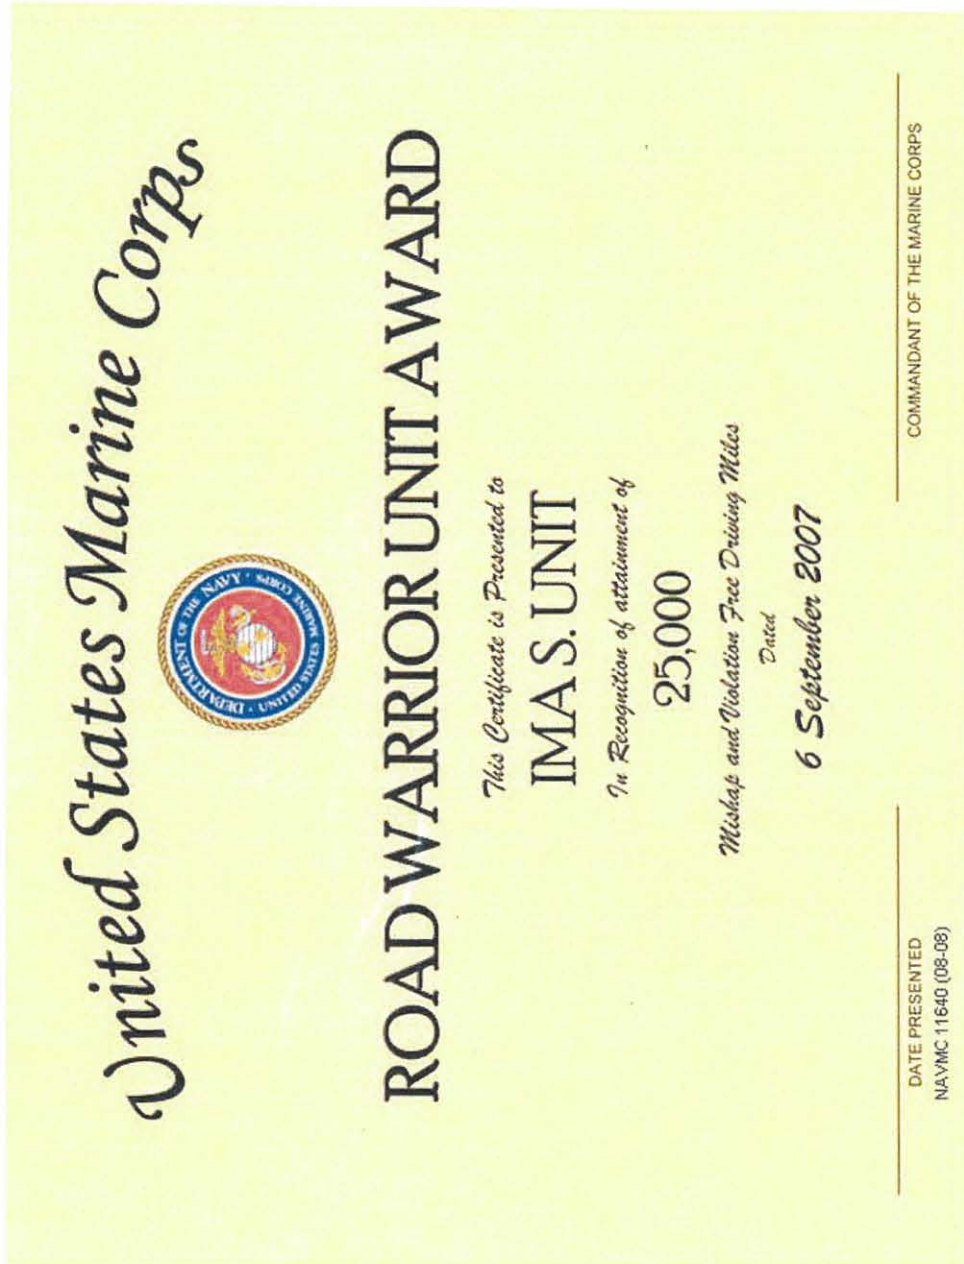 United States Marine Corps
DEPARTMENT OF THE NAVY · UNITED STATES MARINE CORPS ·
ROAD WARRIOR UNIT AWARD
This Certificate is Presented to
IMA S. UNIT
In Recognition of attainment of
25,000
Mishap and Violation Free Driving Miles
Dated
6 September 2007
DATE PRESENTED
COMMANDANT OF THE MARINE CORPS
NAVMC 11640 (08-08)